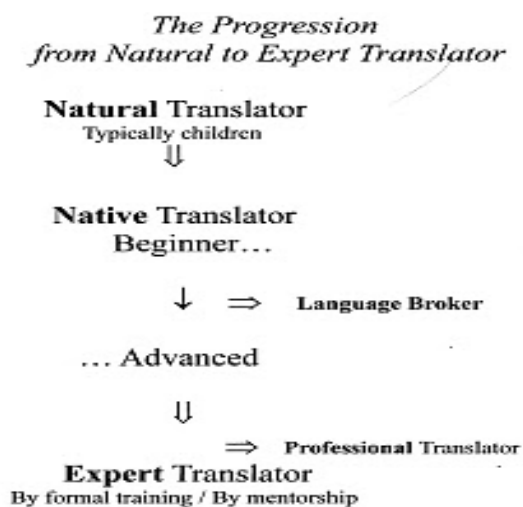 The Progression
from Natural to Expert Translator
Natural Translator
Typically children
⇓
Native Translator
Beginner...
↓ ⇒ Language Broker
... Advanced
⇓
⇒ Professional Translator
Expert Translator
By formal training / By mentorship